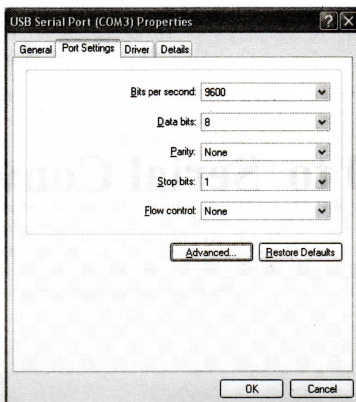 USB Serial Port (COM3) Properties
General Port Settings Driver Details
Bits per second: 9600
Data bits: 8
Parity: None
Stop bits: 1
Flow control: None
Advanced... Restore Defaults
OK Cancel